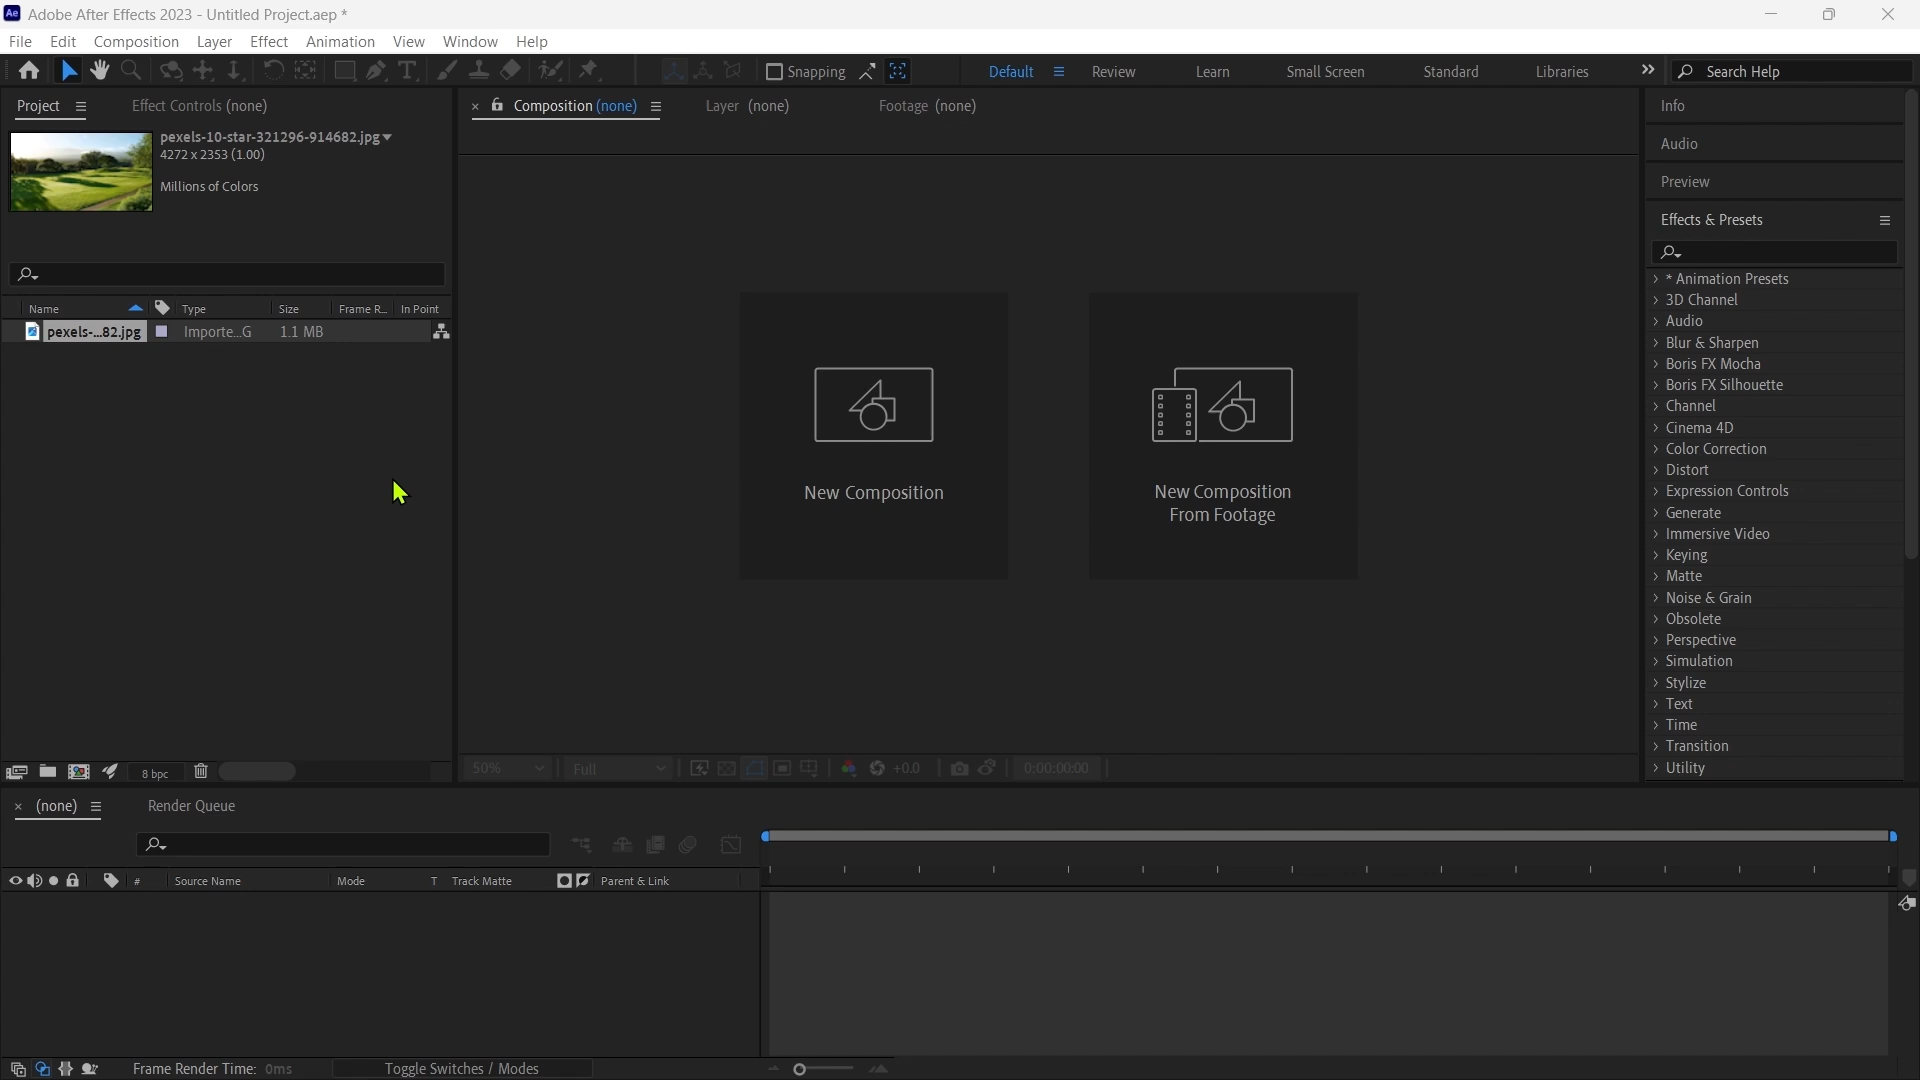 Adobe After Effects 2023 - Untitled Project.aep *
File Edit Composition Layer Effect Animation View Window Help
Snapping Default Review Learn Small Screen Standard Libraries Search Help
Project Effect Controls (none)
pexels-10-star-321296-914682.jpg
4272 x 2353 (1.00)
Millions of Colors
Name Type Size Frame R... In Point
pexels-...82.jpg Importe...G 1.1 MB
8 bpc
Composition (none) Layer (none) Footage (none)
New Composition
New Composition
From Footage
50% Full +0.0 0:00:00:00
Info
Audio
Preview
Effects & Presets
* Animation Presets
3D Channel
Audio
Blur & Sharpen
Boris FX Mocha
Boris FX Silhouette
Channel
Cinema 4D
Color Correction
Distort
Expression Controls
Generate
Immersive Video
Keying
Matte
Noise & Grain
Obsolete
Perspective
Simulation
Stylize
Text
Time
Transition
Utility
(none) Render Queue
# Source Name Mode T Track Matte Parent & Link
Frame Render Time: 0ms Toggle Switches / Modes